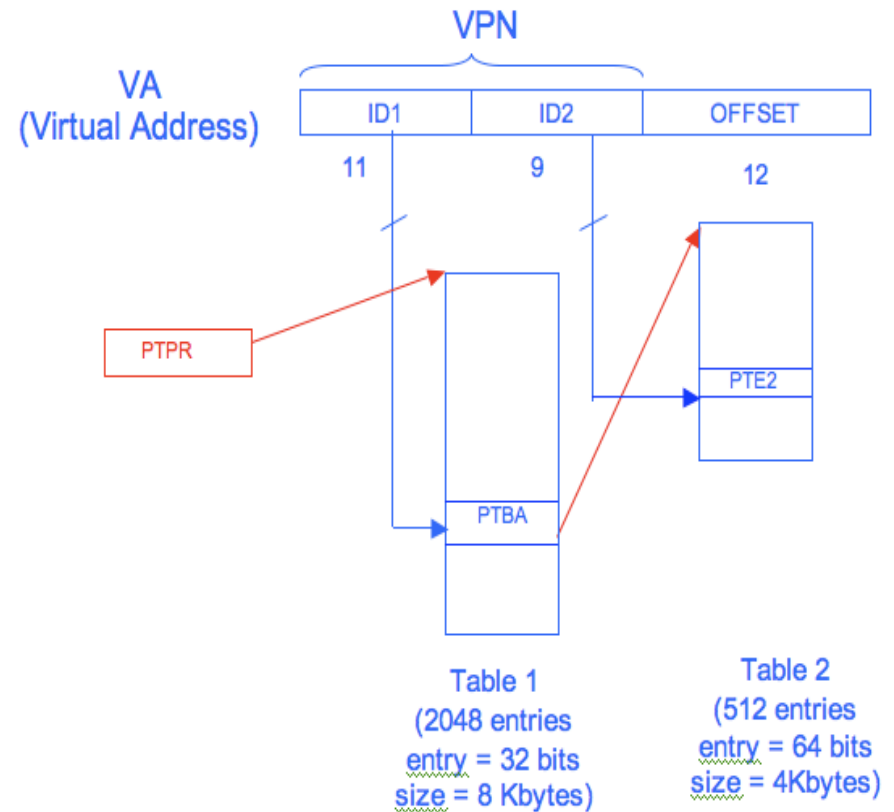 VPN
VA
(Virtual Address)
ID1
ID2
OFFSET
11
9
12
PTPR
PTE2
PTBA
Table 1
(2048 entries
entry = 32 bits
size = 8 Kbytes)
Table 2
(512 entries
entry = 64 bits
size = 4Kbytes)